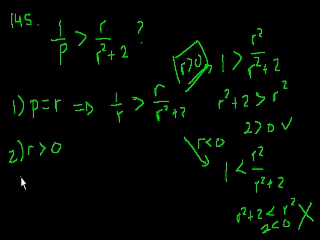 145.
1/p > r/(r²+2) ?
1) p=r ⇒ 1/r > r/(r²+2)
2) r>0
r>0
1 > r²/(r²+2)
r²+2 > r²
2>0 ✓
r<0
1 < r²/(r²+2)
r²+2 < r²
2<0 ✗